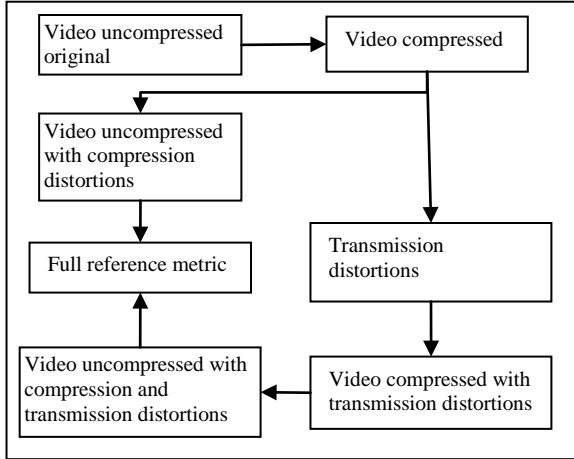 Video uncompressed
original
Video compressed
Video uncompressed
with compression
distortions
Full reference metric
Transmission
distortions
Video uncompressed with
compression and
transmission distortions
Video compressed with
transmission distortions